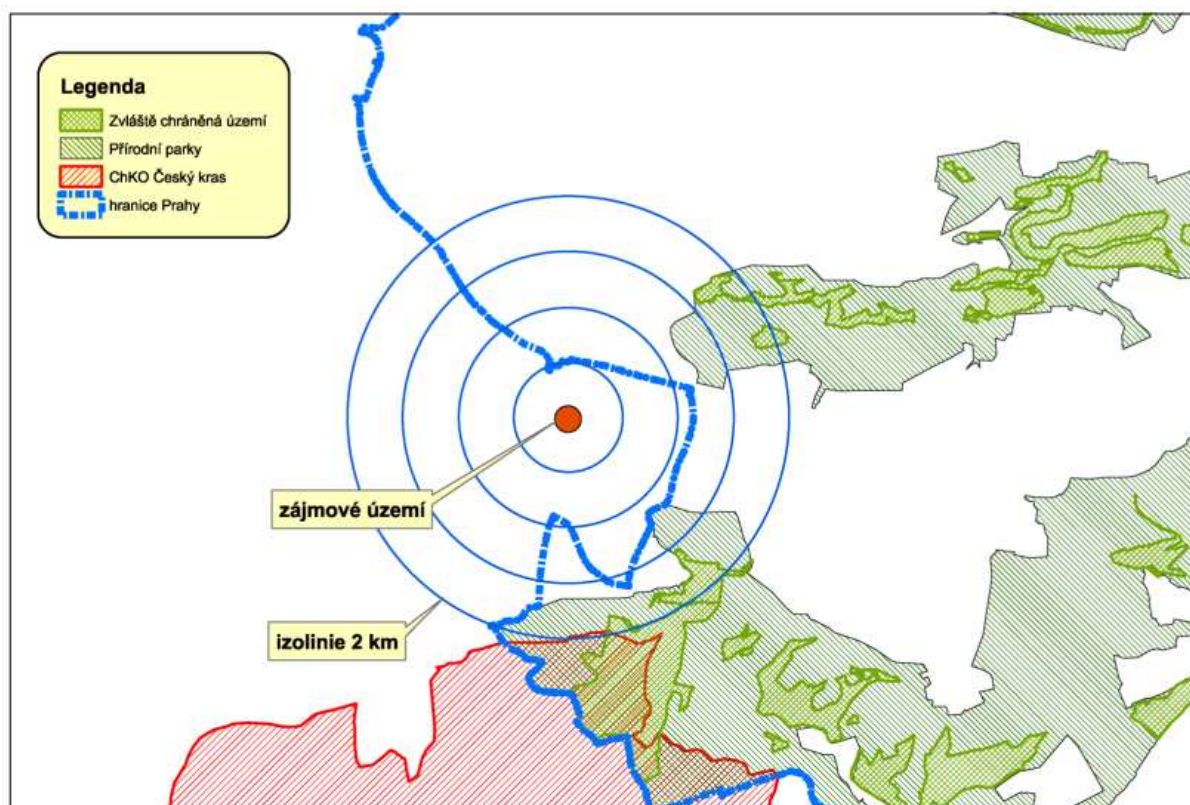 Legenda
Zvláště chráněná území
Přírodní parky
ChKO Český kras
hranice Prahy
zájmové území
izolinie 2 km